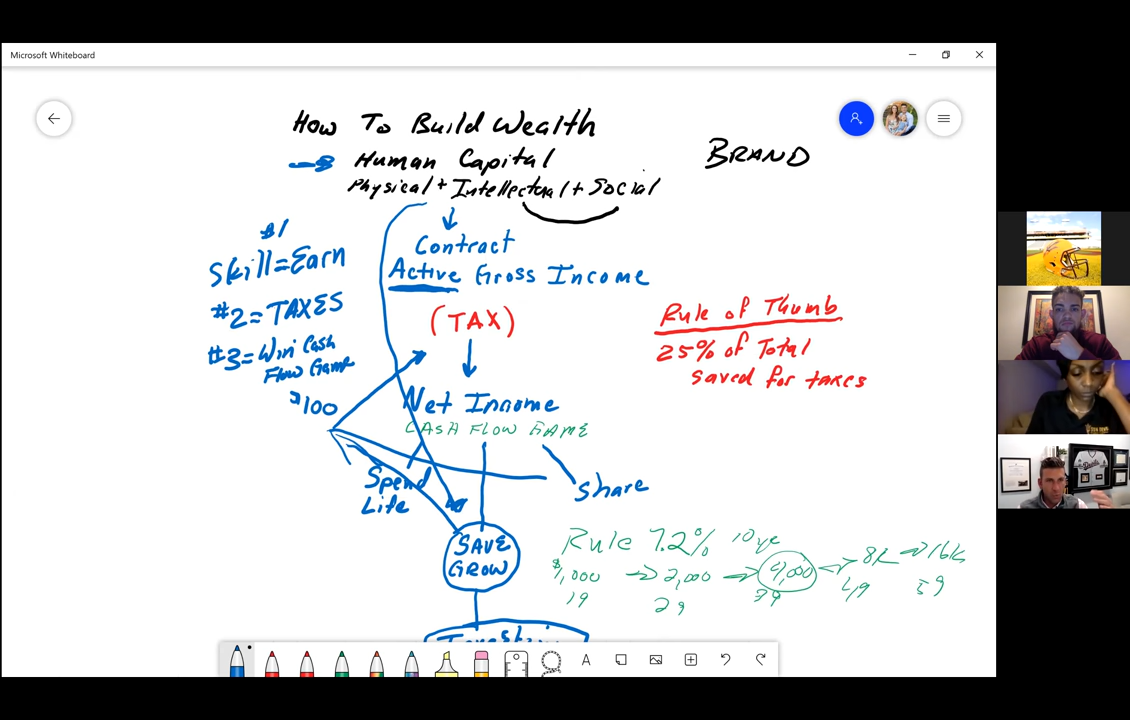 Microsoft Whiteboard
How To Build Wealth
Human Capital
Physical + Intellectual + Social
BRAND
#1
Skill = Earn
#2 = TAXES
#3 = Win Cash
Flow Game
$100
Contract
Active Gross Income
(TAX)
Net Income
CASH FLOW GAME
Spend
Life
Share
SAVE
GROW
Rule of Thumb
25% of Total
saved for taxes
Rule 7.2% 10
$1,000 2,000 4,000 8k 16k
19 29 39 49 59
A